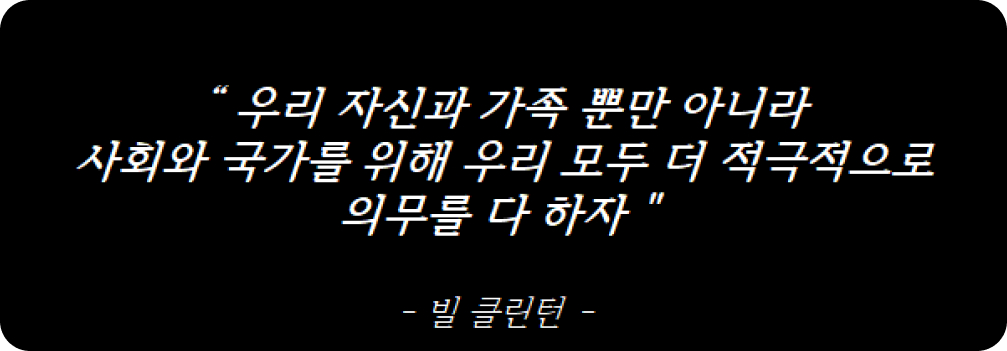 “ 우리 자신과 가족 뿐만 아니라
사회와 국가를 위해 우리 모두 더 적극적으로
의무를 다 하자 "
- 빌 클린턴 -